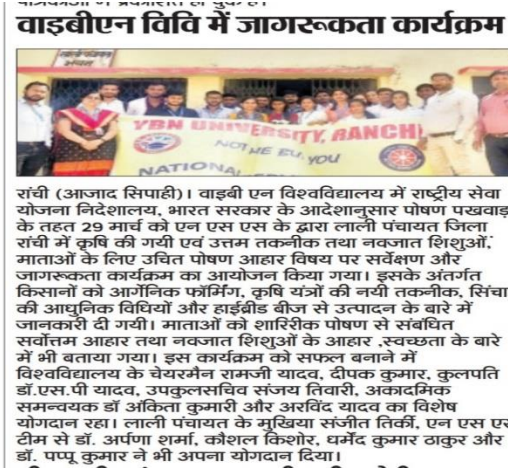 वाइबीएन विवि में जागरूकता कार्यक्रम
YBN UNIVERSITY, RANCHI
NOT ME BUT YOU
NATIONAL
रांची (आजाद सिपाही)। वाइबी एन विश्वविद्यालय में राष्ट्रीय सेवा
योजना निदेशालय, भारत सरकार के आदेशानुसार पोषण पखवाड़
के तहत 29 मार्च को एन एस एस के द्वारा लाली पंचायत जिला
रांची में कृषि की गयी एवं उत्तम तकनीक तथा नवजात शिशुओं,
माताओं के लिए उचित पोषण आहार विषय पर सर्वेक्षण और
जागरूकता कार्यक्रम का आयोजन किया गया। इसके अंतर्गत
किसानों को आर्गेनिक फॉर्मिंग, कृषि यंत्रों की नयी तकनीक, सिंचा
की आधुनिक विधियों और हाईब्रीड बीज से उत्पादन के बारे में
जानकारी दी गयी। माताओं को शारिरीक पोषण से संबंधित
सर्वोत्तम आहार तथा नवजात शिशुओं के आहार ,स्वच्छता के बारे
में भी बताया गया। इस कार्यक्रम को सफल बनाने में
विश्वविद्यालय के चेयरमैन रामजी यादव, दीपक कुमार, कुलपति
डॉ.एस.पी यादव, उपकुलसचिव संजय तिवारी, अकादमिक
समन्वयक डॉ अंकिता कुमारी और अरविंद यादव का विशेष
योगदान रहा। लाली पंचायत के मुखिया संजीत तिर्की, एन एस एस
टीम से डॉ. अर्पणा शर्मा, कौशल किशोर, धर्मेंद कुमार ठाकुर और
डॉ. पप्पू कुमार ने भी अपना योगदान दिया।